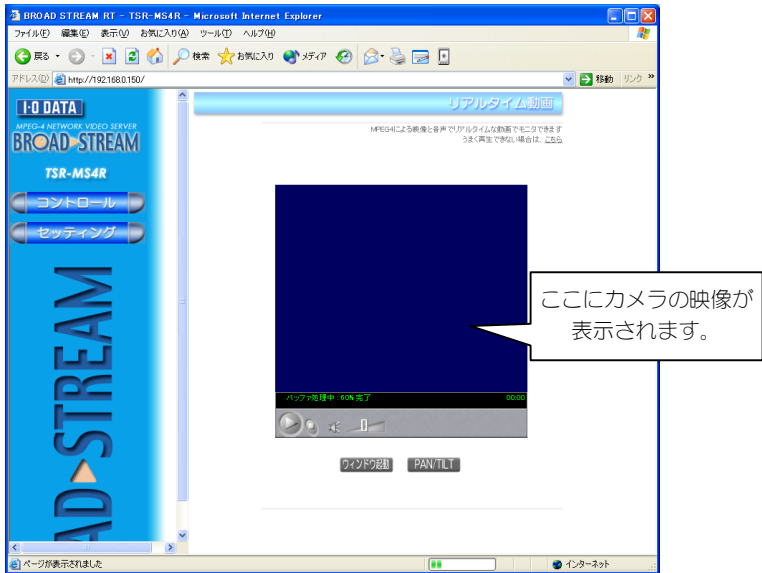 BROAD STREAM RT - TSR-MS4R - Microsoft Internet Explorer
ファイル(F) 編集(E) 表示(V) お気に入り(A) ツール(T) ヘルプ(H)
戻る 検索 お気に入り メディア
アドレス(D) http://192.168.0.150/ 移動 リンク »
I-O DATA
MPEG-4 NETWORK VIDEO SERVER
BROAD STREAM
TSR-MS4R
コントロール
セッティング
AD STREAM
リアルタイム動画
MPEG4による映像と音声でリアルタイムな動画でモニタできます
うまく再生できない場合は、こちら
ここにカメラの映像が
表示されます。
バッファ処理中 : 60% 完了 00:00
ウィンドウ起動 PAN/TILT
ページが表示されました インターネット